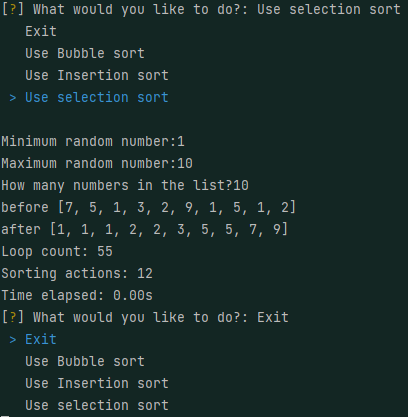 [?] What would you like to do?: Use selection sort
Exit
Use Bubble sort
Use Insertion sort
> Use selection sort
Minimum random number:1
Maximum random number:10
How many numbers in the list?10
before [7, 5, 1, 3, 2, 9, 1, 5, 1, 2]
after [1, 1, 1, 2, 2, 3, 5, 5, 7, 9]
Loop count: 55
Sorting actions: 12
Time elapsed: 0.00s
[?] What would you like to do?: Exit
> Exit
Use Bubble sort
Use Insertion sort
Use selection sort